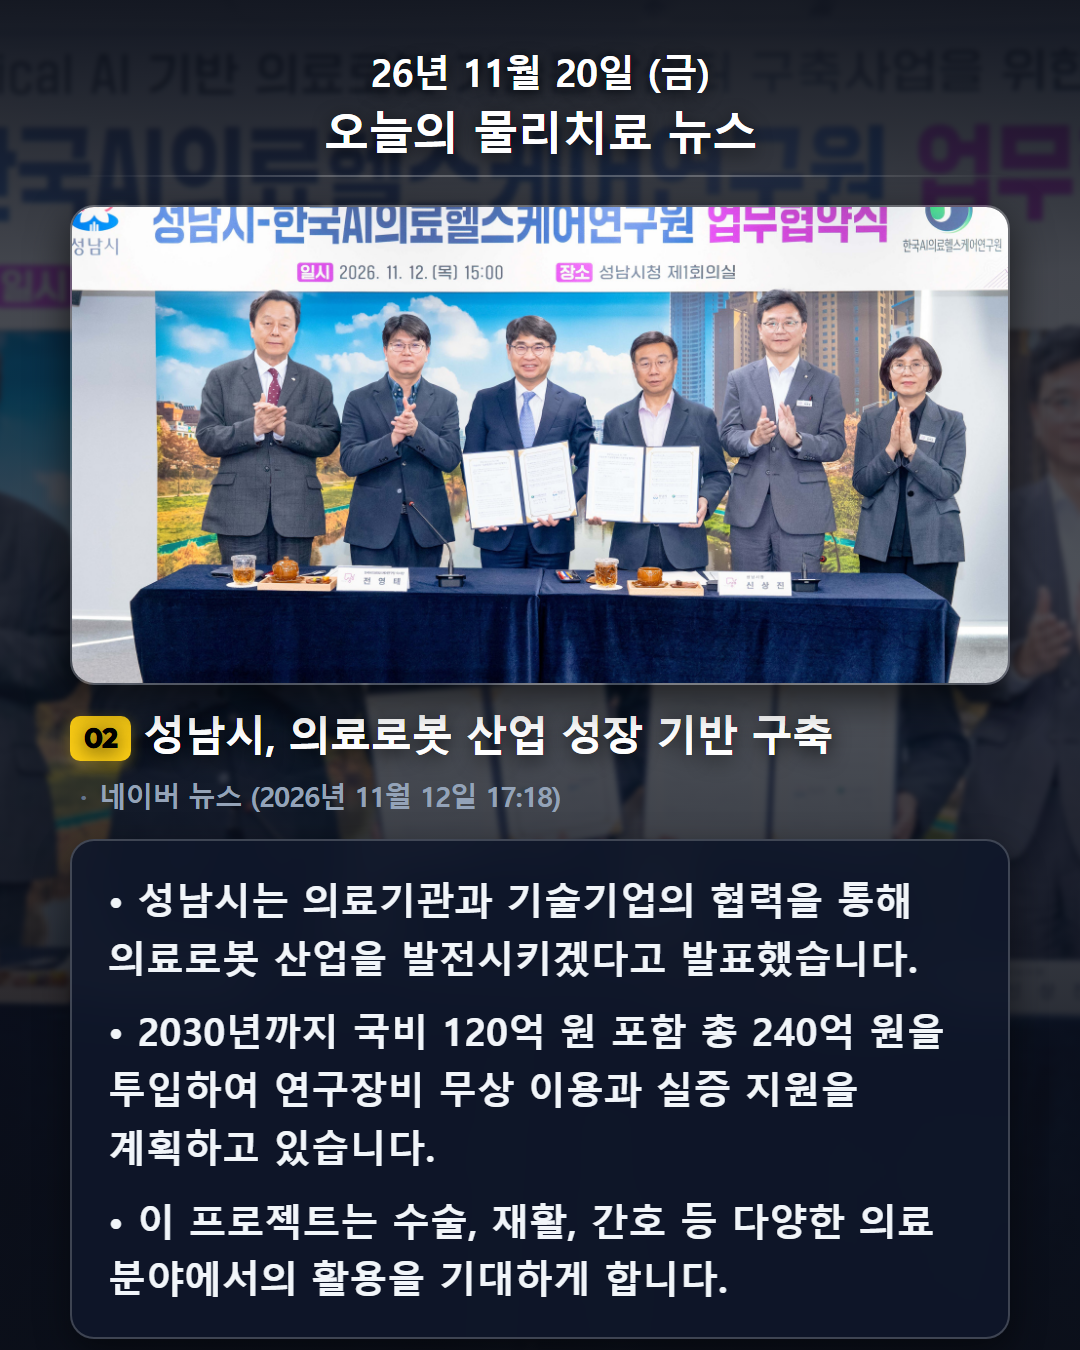 26년 11월 20일 (금)
오늘의 물리치료 뉴스
성남시
성남시-한국AI의료헬스케어연구원 업무협약식
한국AI의료헬스케어연구원
일시 2026. 11. 12. (목) 15:00 장소 성남시청 제1회의실
전 영 태
신 상 진
02 성남시, 의료로봇 산업 성장 기반 구축
· 네이버 뉴스 (2026년 11월 12일 17:18)
• 성남시는 의료기관과 기술기업의 협력을 통해
의료로봇 산업을 발전시키겠다고 발표했습니다.
• 2030년까지 국비 120억 원 포함 총 240억 원을
투입하여 연구장비 무상 이용과 실증 지원을
계획하고 있습니다.
• 이 프로젝트는 수술, 재활, 간호 등 다양한 의료
분야에서의 활용을 기대하게 합니다.